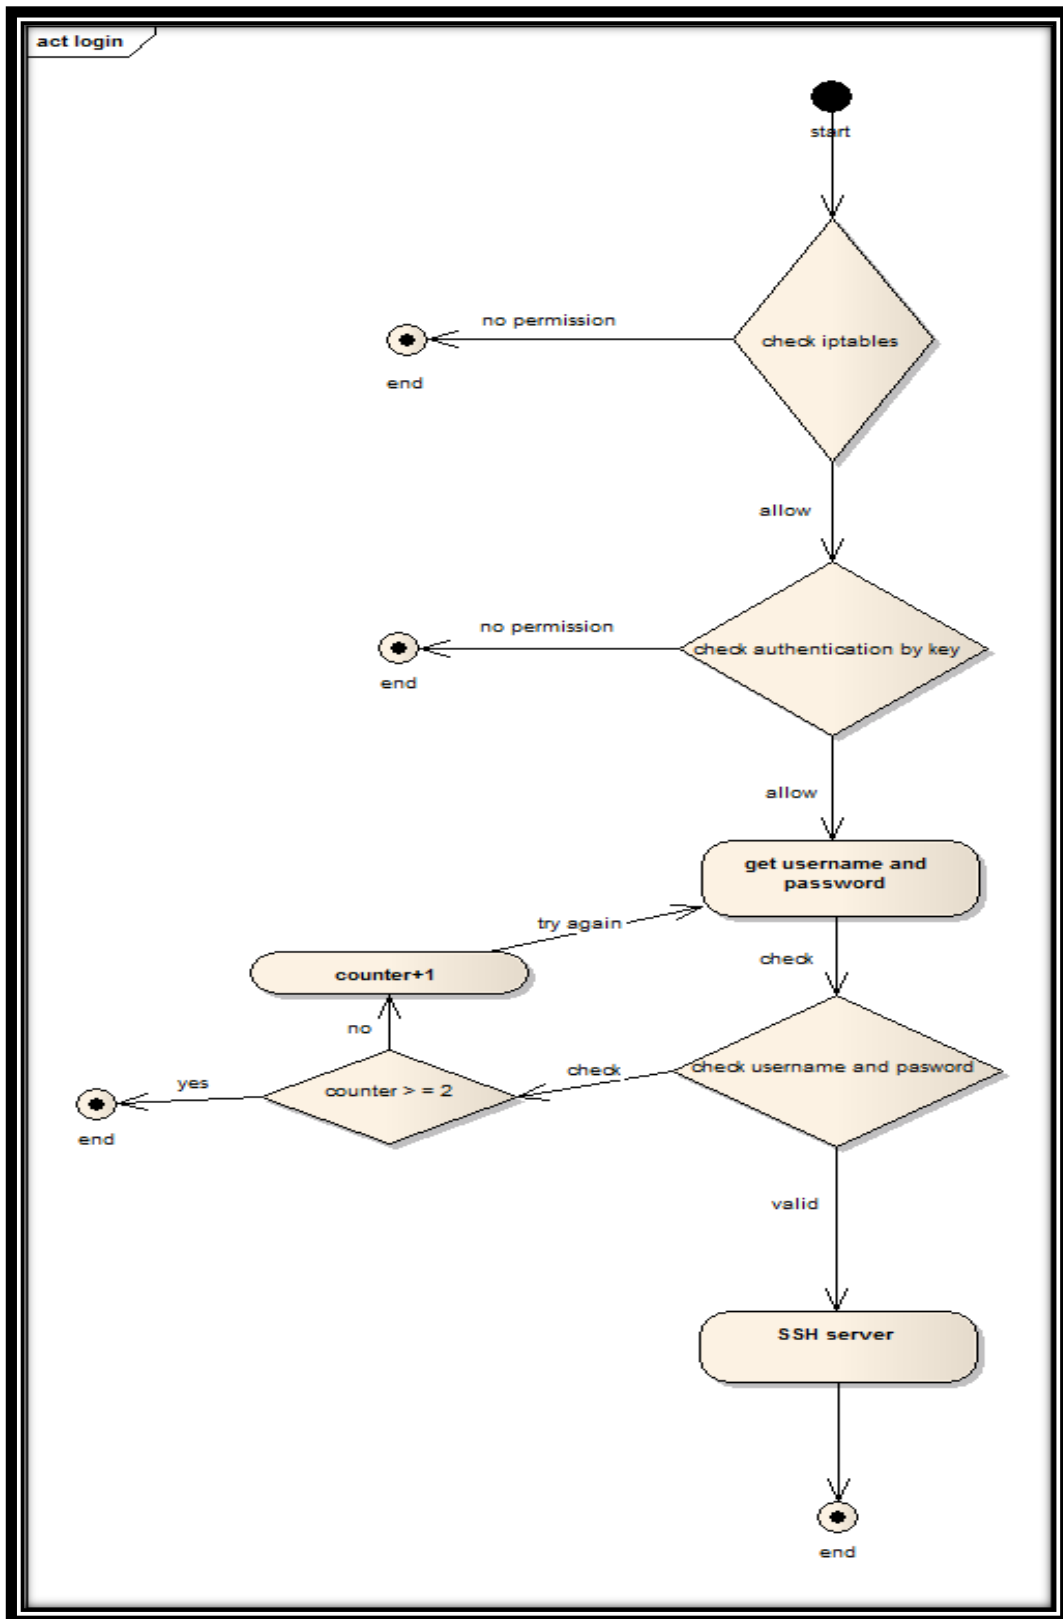 act login
start
no permission
check iptables
end
allow
no permission
check authentication by key
end
allow
get username and
password
try again
check
counter+1
no
check
check username and pasword
yes
counter > = 2
end
valid
SSH server
end